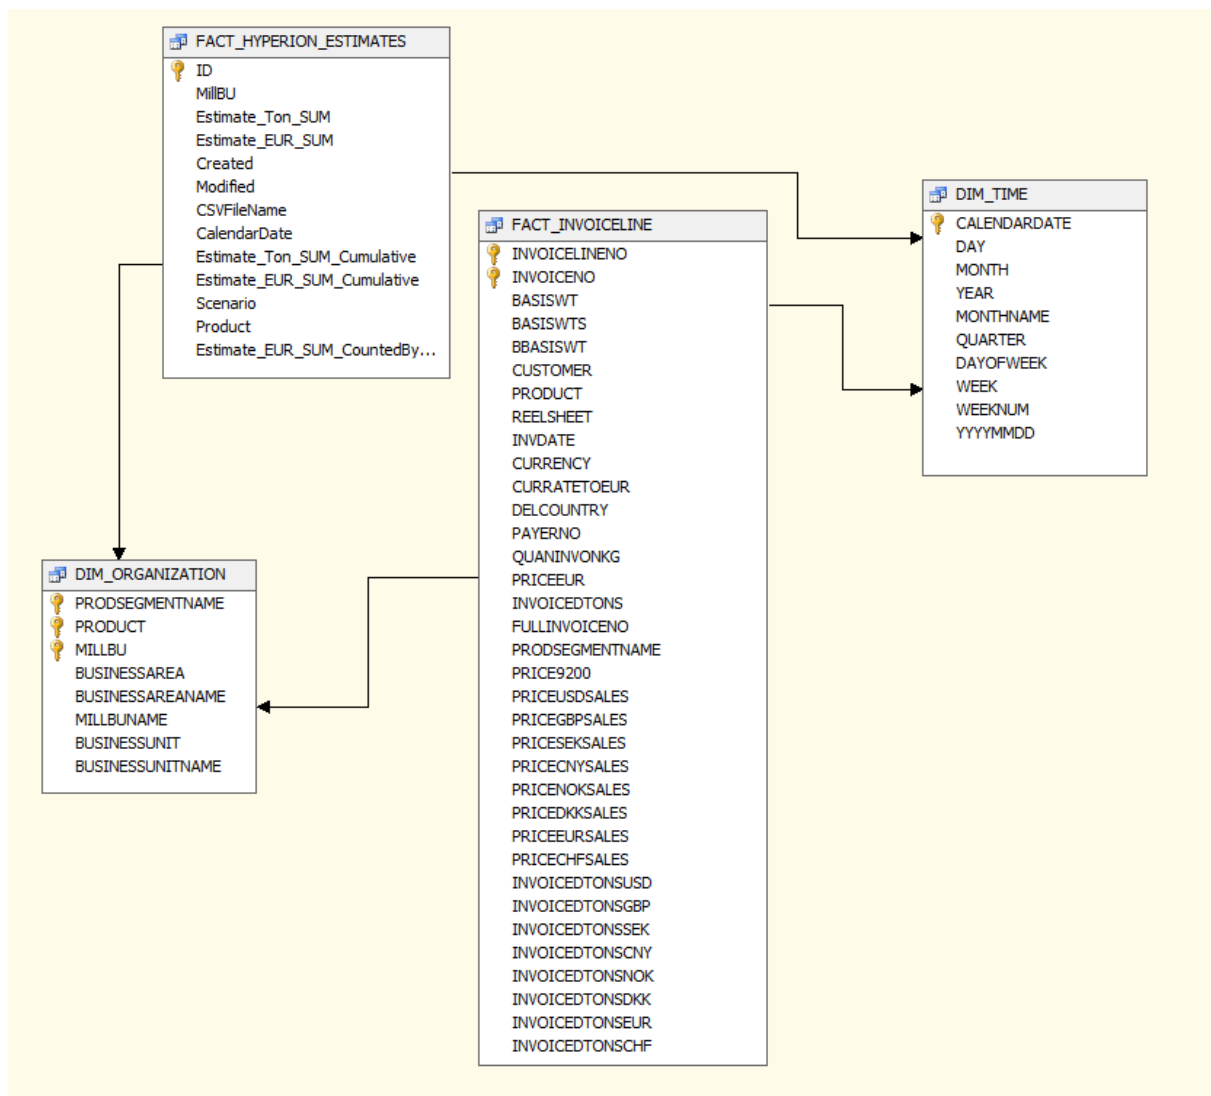 FACT_HYPERION_ESTIMATES
ID
MillBU
Estimate_Ton_SUM
Estimate_EUR_SUM
Created
Modified
CSVFileName
CalendarDate
Estimate_Ton_SUM_Cumulative
Estimate_EUR_SUM_Cumulative
Scenario
Product
Estimate_EUR_SUM_CountedBy...
FACT_INVOICELINE
INVOICELINENO
INVOICENO
BASISWT
BASISWTS
BBASISWT
CUSTOMER
PRODUCT
REELSHEET
INVDATE
CURRENCY
CURRATETOEUR
DELCOUNTRY
PAYERNO
QUANINVONKG
PRICEEUR
INVOICEDTONS
FULLINVOICENO
PRODSEGMENTNAME
PRICE9200
PRICEUSDSALES
PRICEGBPSALES
PRICESEKSALES
PRICECNYSALES
PRICENOKSALES
PRICEDKKSALES
PRICEEURSALES
PRICECHFSALES
INVOICEDTONSUSD
INVOICEDTONSGBP
INVOICEDTONSSEK
INVOICEDTONSCNY
INVOICEDTONSNOK
INVOICEDTONSDKK
INVOICEDTONSEUR
INVOICEDTONSCHF
DIM_TIME
CALENDARDATE
DAY
MONTH
YEAR
MONTHNAME
QUARTER
DAYOFWEEK
WEEK
WEEKNUM
YYYYMMDD
DIM_ORGANIZATION
PRODSEGMENTNAME
PRODUCT
MILLBU
BUSINESSAREA
BUSINESSAREANAME
MILLBUNAME
BUSINESSUNIT
BUSINESSUNITNAME